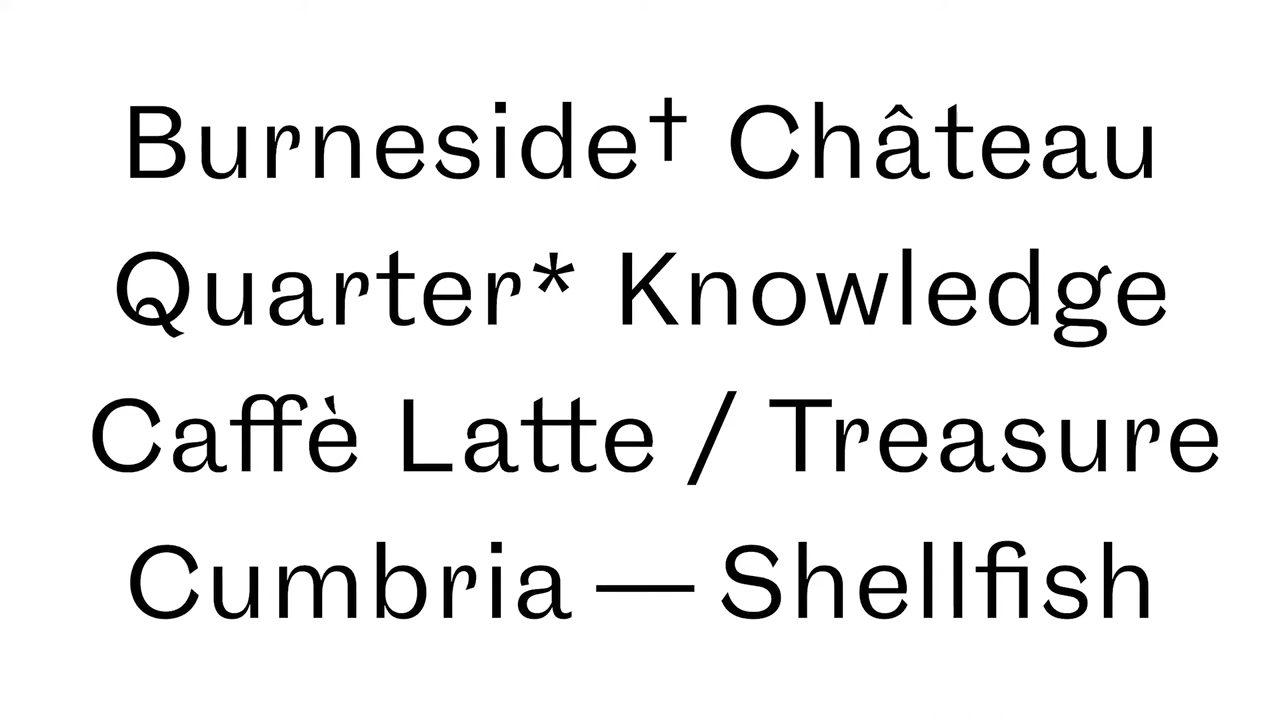 Burneside† Château
Quarter* Knowledge
Caffè Latte / Treasure
Cumbria — Shellfish